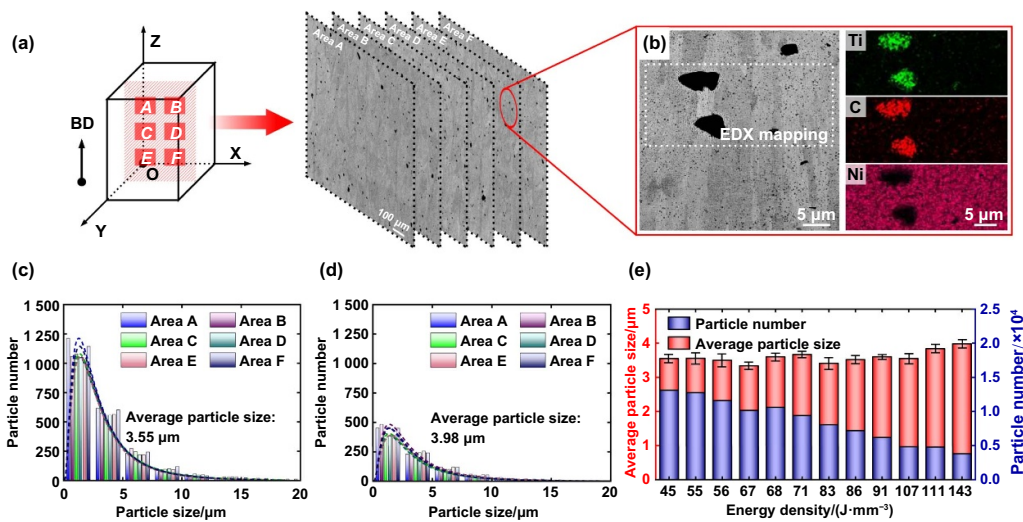 (a)
Z
A B
C D
E F
O
X
Y
BD
Area A
Area B
Area C
Area D
Area E
Area F
100 μm
(b)
EDX mapping
5 μm
Ti
C
Ni
5 μm
(c)
1 500
1 250
1 000
750
500
250
0
0 5 10 15 20
Particle number
Particle size/μm
Area A Area B
Area C Area D
Area E Area F
Average particle size:
3.55 μm
(d)
1 500
1 250
1 000
750
500
250
0
0 5 10 15 20
Particle number
Particle size/μm
Area A Area B
Area C Area D
Area E Area F
Average particle size:
3.98 μm
(e)
5
4
3
2
1
0
Average particle size/μm
Particle number
Average particle size
2.5
2.0
1.5
1.0
0.5
0.0
Particle number/×10⁴
45 55 56 67 68 71 83 86 91 107 111 143
Energy density/(J·mm⁻³)